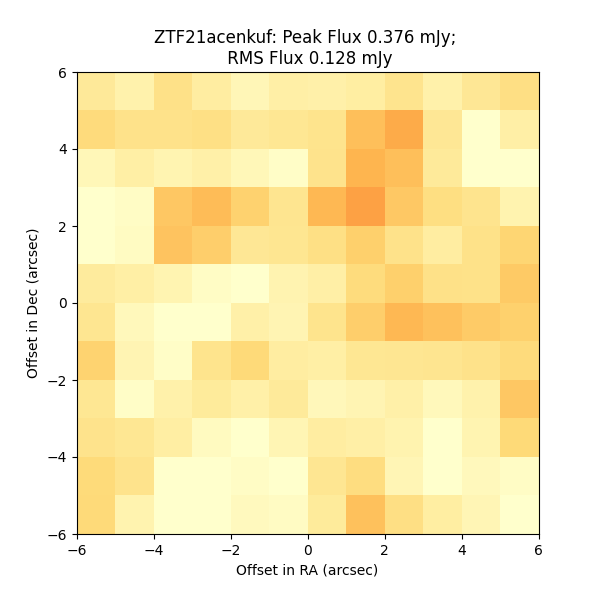 ZTF21acenkuf: Peak Flux 0.376 mJy;
RMS Flux 0.128 mJy
6
4
2
0
−2
−4
−6
Offset in Dec (arcsec)
−6 −4 −2 0 2 4 6
Offset in RA (arcsec)